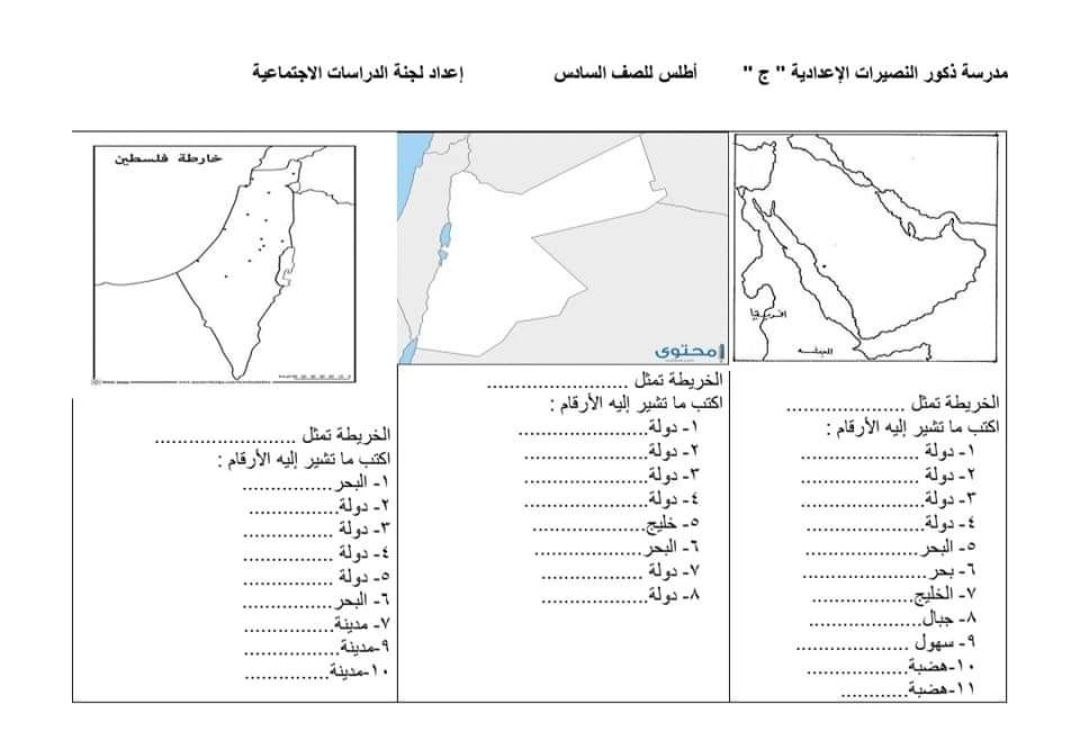 مدرسة ذكور النصيرات الإعدادية " ج " أطلس للصف السادس إعداد لجنة الدراسات الاجتماعية
افريقيا
الحبشه
الخريطة تمثل ....................
اكتب ما تشير إليه الأرقام :
١- دولة ....................
٢- دولة ....................
٣- دولة....................
٤- دولة....................
٥- البحر....................
٦- بحر....................
٧- الخليج..................
٨- جبال....................
٩- سهول ....................
١٠-هضبة..................
١١-هضبة............
محتوى
الخريطة تمثل .........................
اكتب ما تشير إليه الأرقام :
١- دولة......................
٢- دولة.....................
٣- دولة.....................
٤- دولة.....................
٥- خليج....................
٦- البحر...................
٧- دولة ..................
٨- دولة...................
خارطة فلسطين
الخريطة تمثل .........................
اكتب ما تشير إليه الأرقام :
١- البحر................
٢- دولة................
٣- دولة ................
٤- دولة ................
٥- دولة ................
٦- البحر................
٧- مدينة................
٩-مدينة.................
١٠-مدينة...............